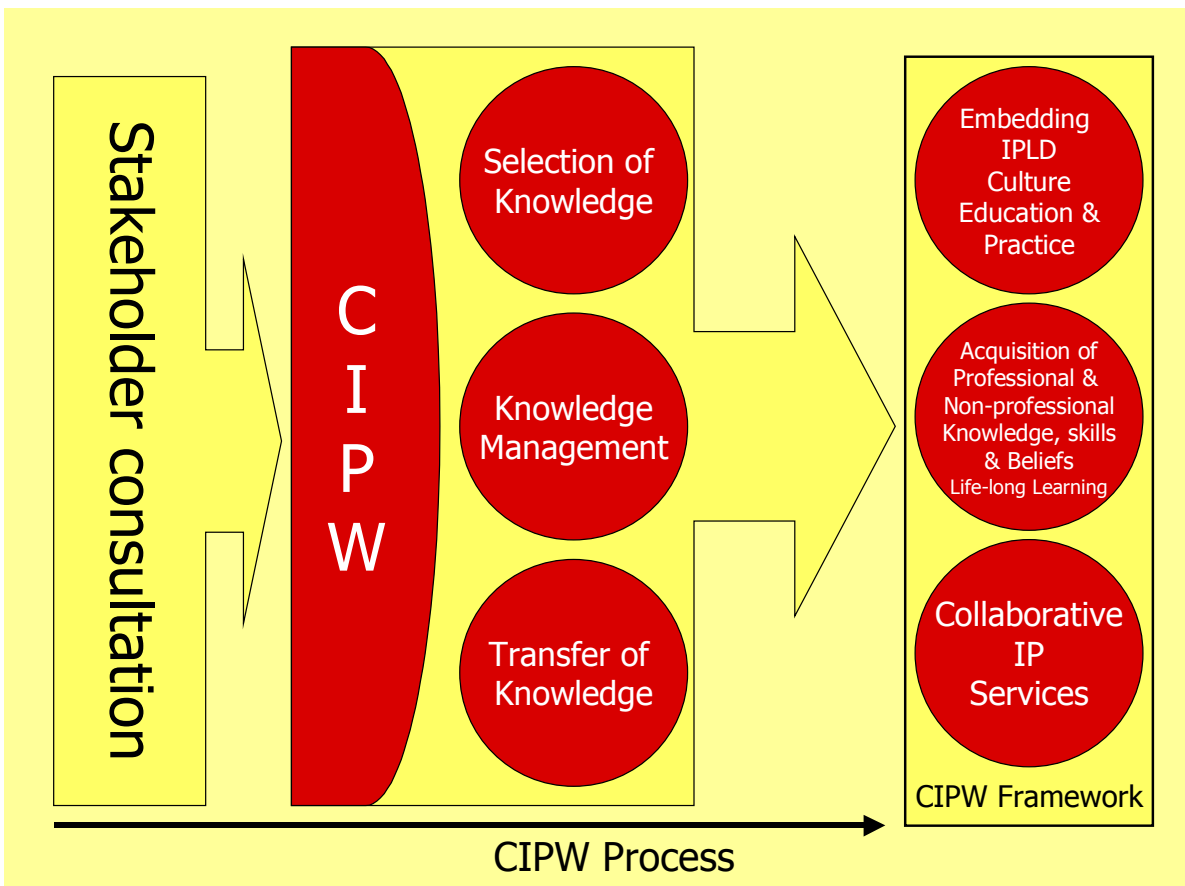 Stakeholder consultation
C
I
P
W
Selection of
Knowledge
Knowledge
Management
Transfer of
Knowledge
Embedding
IPLD
Culture
Education &
Practice
Acquisition of
Professional &
Non-professional
Knowledge, skills
& Beliefs
Life-long Learning
Collaborative
IP
Services
CIPW Framework
CIPW Process